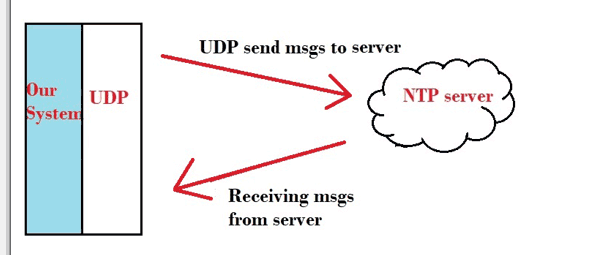 UDP send msgs to server
Our
System
UDP
NTP server
Receiving msgs
from server